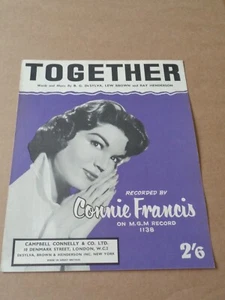 TOGETHER
Words and Music by B. G. DeSYLVA, LEW BROWN and RAY HENDERSON
RECORDED BY
Connie Francis
ON M.G.M RECORD
1138
CAMPBELL CONNELLY & CO. LTD.
10 DENMARK STREET, LONDON, W.C.2
DeSYLVA, BROWN & HENDERSON INC. NEW YORK
2'6